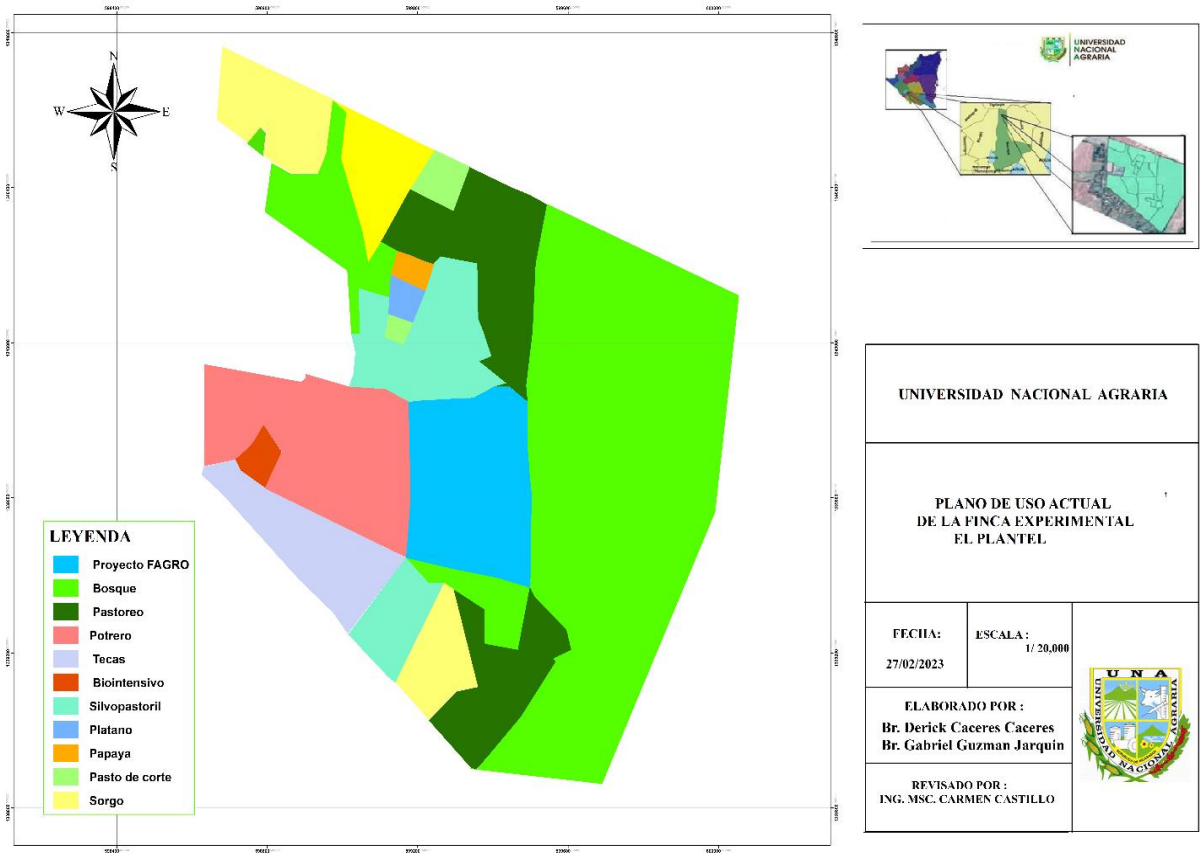 N
W
E
S
LEYENDA
Proyecto FAGRO
Bosque
Pastoreo
Potrero
Tecas
Biointensivo
Silvopastoril
Platano
Papaya
Pasto de corte
Sorgo
UNIVERSIDAD
NACIONAL
AGRARIA
UNIVERSIDAD NACIONAL AGRARIA
PLANO DE USO ACTUAL
DE LA FINCA EXPERIMENTAL
EL PLANTEL
FECHA:
27/02/2023
ESCALA :
1/ 20,000
ELABORADO POR :
Br. Derick Caceres Caceres
Br. Gabriel Guzman Jarquin
REVISADO POR :
ING. MSC. CARMEN CASTILLO
U N A
UNIVERSIDAD NACIONAL AGRARIA